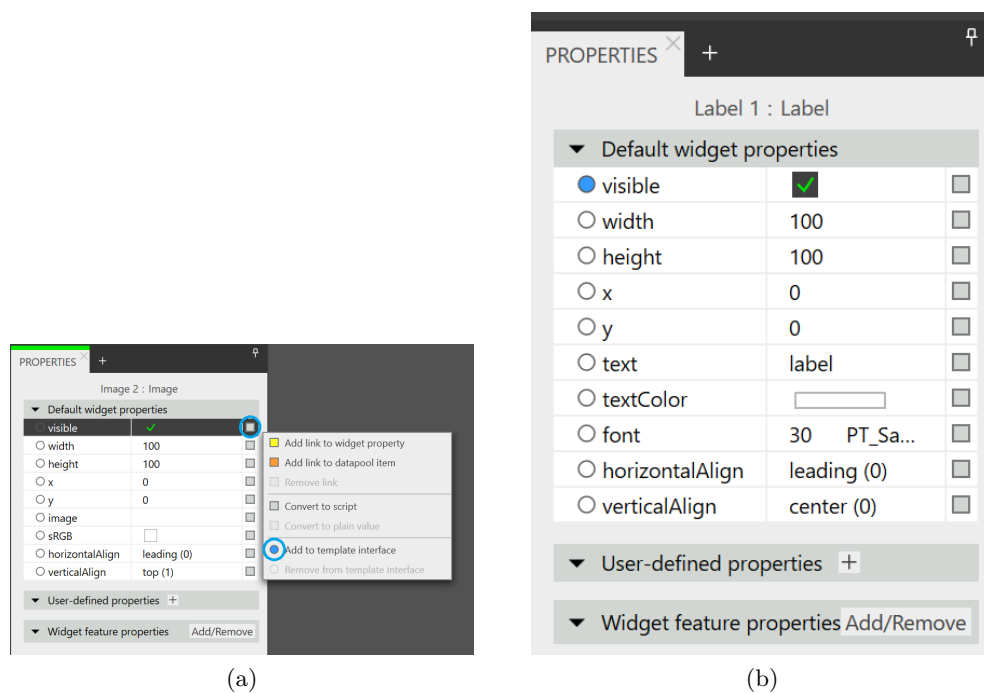 PROPERTIES
Image 2 : Image
Default widget properties
visible
width 100
height 100
x 0
y 0
image
sRGB
horizontalAlign leading (0)
verticalAlign top (1)
User-defined properties +
Widget feature properties Add/Remove
Add link to widget property
Add link to datapool item
Remove link
Convert to script
Convert to plain value
Add to template interface
Remove from template interface
(a)
PROPERTIES
Label 1 : Label
Default widget properties
visible
width 100
height 100
x 0
y 0
text label
textColor
font 30 PT_Sa...
horizontalAlign leading (0)
verticalAlign center (0)
User-defined properties +
Widget feature properties Add/Remove
(b)